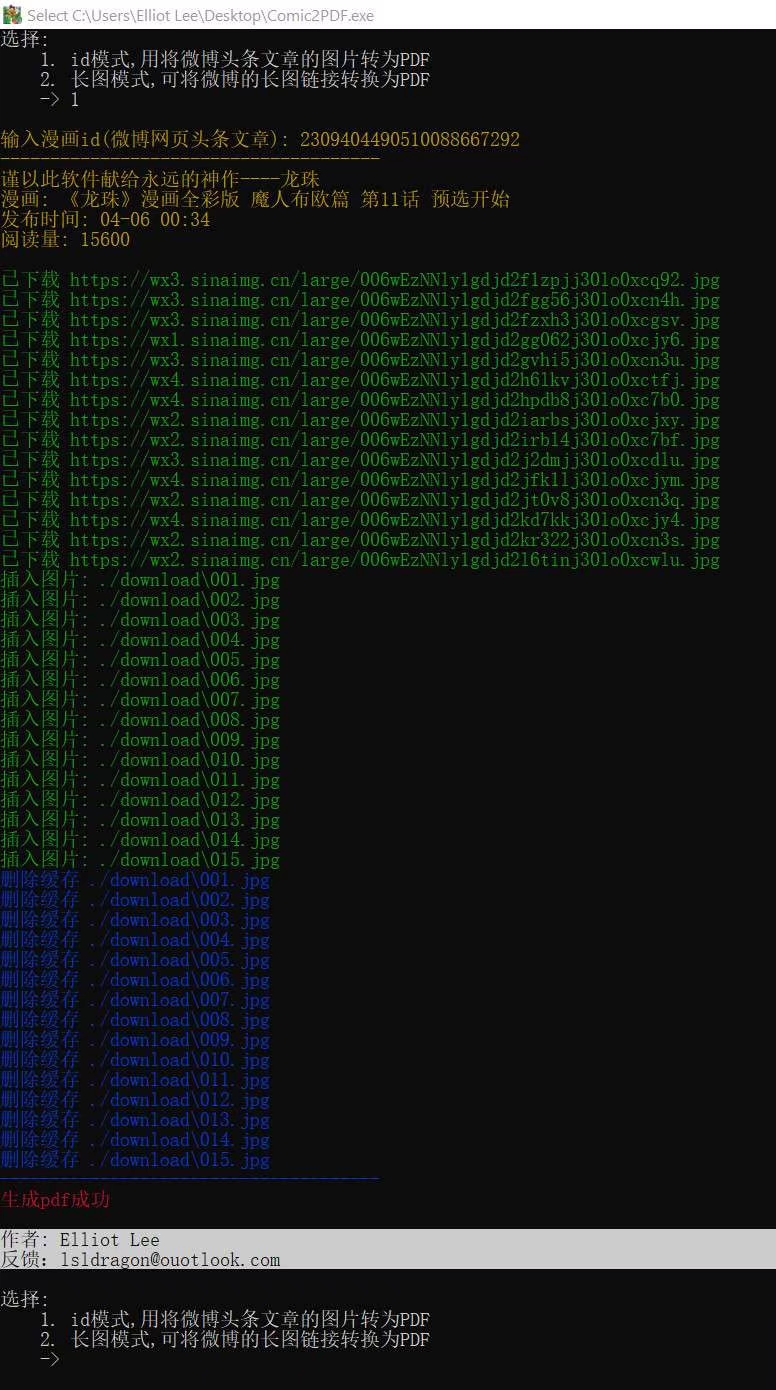 Select C:\Users\Elliot Lee\Desktop\Comic2PDF.exe
选择:
1. id模式,用将微博头条文章的图片转为PDF
2. 长图模式,可将微博的长图链接转换为PDF
-> 1
输入漫画id(微博网页头条文章): 2309404490510088667292
--------------------------------------
谨以此软件献给永远的神作----龙珠
漫画: 《龙珠》漫画全彩版 魔人布欧篇 第11话 预选开始
发布时间: 04-06 00:34
阅读量: 15600
已下载 https://wx3.sinaimg.cn/large/006wEzNNly1gdjd2f1zpjj30lo0xcq92.jpg
已下载 https://wx3.sinaimg.cn/large/006wEzNNly1gdjd2fgg56j30lo0xcn4h.jpg
已下载 https://wx3.sinaimg.cn/large/006wEzNNly1gdjd2fzxh3j30lo0xcgsv.jpg
已下载 https://wx1.sinaimg.cn/large/006wEzNNly1gdjd2gg062j30lo0xcjy6.jpg
已下载 https://wx3.sinaimg.cn/large/006wEzNNly1gdjd2gvhi5j30lo0xcn3u.jpg
已下载 https://wx4.sinaimg.cn/large/006wEzNNly1gdjd2h6lkvj30lo0xctfj.jpg
已下载 https://wx4.sinaimg.cn/large/006wEzNNly1gdjd2hpdb8j30lo0xc7b0.jpg
已下载 https://wx2.sinaimg.cn/large/006wEzNNly1gdjd2iarbsj30lo0xcjxy.jpg
已下载 https://wx2.sinaimg.cn/large/006wEzNNly1gdjd2irbl4j30lo0xc7bf.jpg
已下载 https://wx3.sinaimg.cn/large/006wEzNNly1gdjd2j2dmjj30lo0xcdlu.jpg
已下载 https://wx4.sinaimg.cn/large/006wEzNNly1gdjd2jfk1lj30lo0xcjym.jpg
已下载 https://wx2.sinaimg.cn/large/006wEzNNly1gdjd2jt0v8j30lo0xcn3q.jpg
已下载 https://wx4.sinaimg.cn/large/006wEzNNly1gdjd2kd7kkj30lo0xcjy4.jpg
已下载 https://wx2.sinaimg.cn/large/006wEzNNly1gdjd2kr322j30lo0xcn3s.jpg
已下载 https://wx2.sinaimg.cn/large/006wEzNNly1gdjd2l6tinj30lo0xcwlu.jpg
插入图片: ./download\001.jpg
插入图片: ./download\002.jpg
插入图片: ./download\003.jpg
插入图片: ./download\004.jpg
插入图片: ./download\005.jpg
插入图片: ./download\006.jpg
插入图片: ./download\007.jpg
插入图片: ./download\008.jpg
插入图片: ./download\009.jpg
插入图片: ./download\010.jpg
插入图片: ./download\011.jpg
插入图片: ./download\012.jpg
插入图片: ./download\013.jpg
插入图片: ./download\014.jpg
插入图片: ./download\015.jpg
删除缓存 ./download\001.jpg
删除缓存 ./download\002.jpg
删除缓存 ./download\003.jpg
删除缓存 ./download\004.jpg
删除缓存 ./download\005.jpg
删除缓存 ./download\006.jpg
删除缓存 ./download\007.jpg
删除缓存 ./download\008.jpg
删除缓存 ./download\009.jpg
删除缓存 ./download\010.jpg
删除缓存 ./download\011.jpg
删除缓存 ./download\012.jpg
删除缓存 ./download\013.jpg
删除缓存 ./download\014.jpg
删除缓存 ./download\015.jpg
--------------------------------------
生成pdf成功
作者: Elliot Lee
反馈: lsldragon@ouotlook.com
选择:
1. id模式,用将微博头条文章的图片转为PDF
2. 长图模式,可将微博的长图链接转换为PDF
->